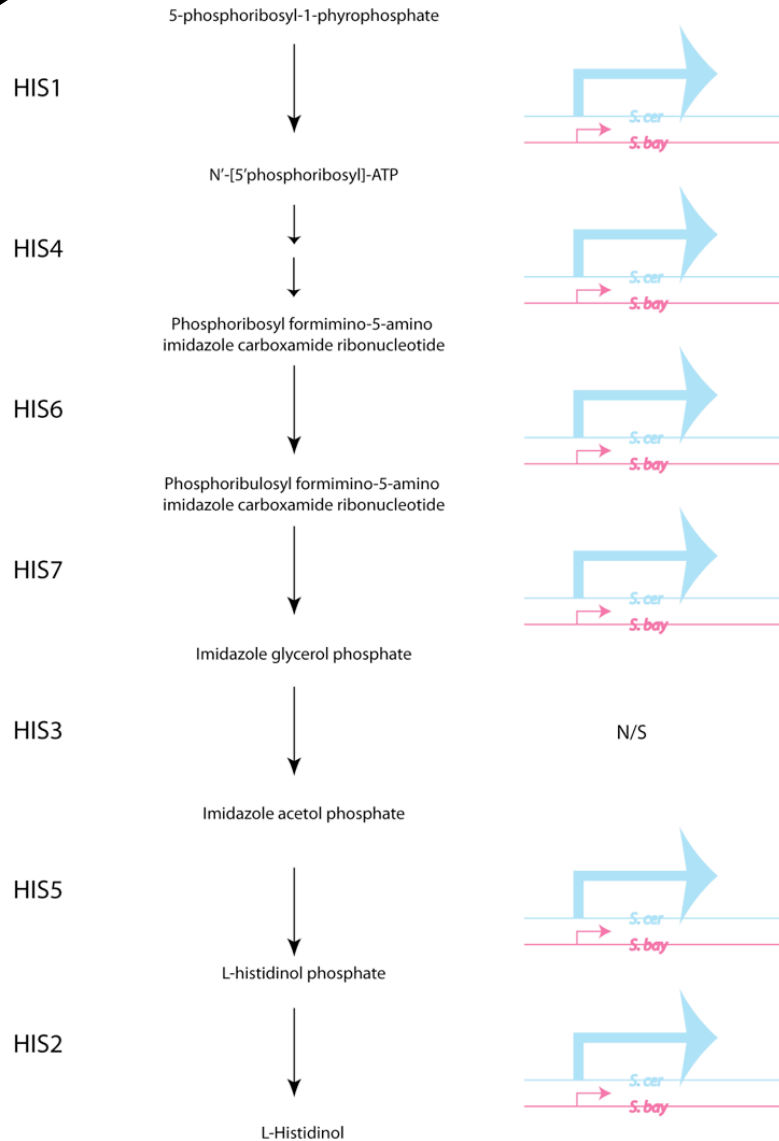 5-phosphoribosyl-1-phyrophosphate
HIS1
S. cer
S. bay
N'-[5'phosphoribosyl]-ATP
HIS4
S. cer
S. bay
Phosphoribosyl formimino-5-amino
imidazole carboxamide ribonucleotide
HIS6
S. cer
S. bay
Phosphoribulosyl formimino-5-amino
imidazole carboxamide ribonucleotide
HIS7
S. cer
S. bay
Imidazole glycerol phosphate
HIS3
N/S
Imidazole acetol phosphate
HIS5
S. cer
S. bay
L-histidinol phosphate
HIS2
S. cer
S. bay
L-Histidinol